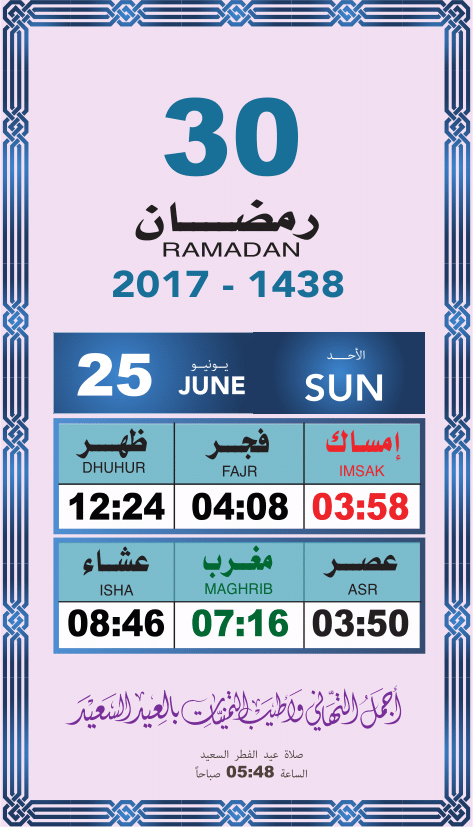 30
رمضان
RAMADAN
2017 - 1438
25 يونيو JUNE الأحد SUN
ظهر فجر إمساك
DHUHUR FAJR IMSAK
12:24 04:08 03:58
عشاء مغرب عصر
ISHA MAGHRIB ASR
08:46 07:16 03:50
أجمل التهاني وأطيب التمنيات بالعيد السعيد
صلاة عيد الفطر السعيد
الساعة 05:48 صباحاً